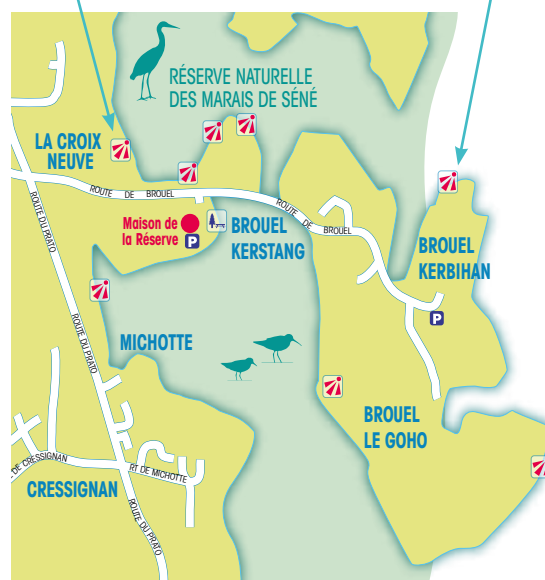 RÉSERVE NATURELLE
DES MARAIS DE SÉNÉ
LA CROIX
NEUVE
ROUTE DE BROUEL
ROUTE DU PRATO
Maison de
la Réserve
P
BROUEL
KERSTANG
ROUTE DE BROUEL
BROUEL
KERBIHAN
P
MICHOTTE
ROUTE DU PRATO
BROUEL
LE GOHO
DE CRESSIGNAN
RT DE MICHOTTE
CRESSIGNAN
ROUTE DU PRATO